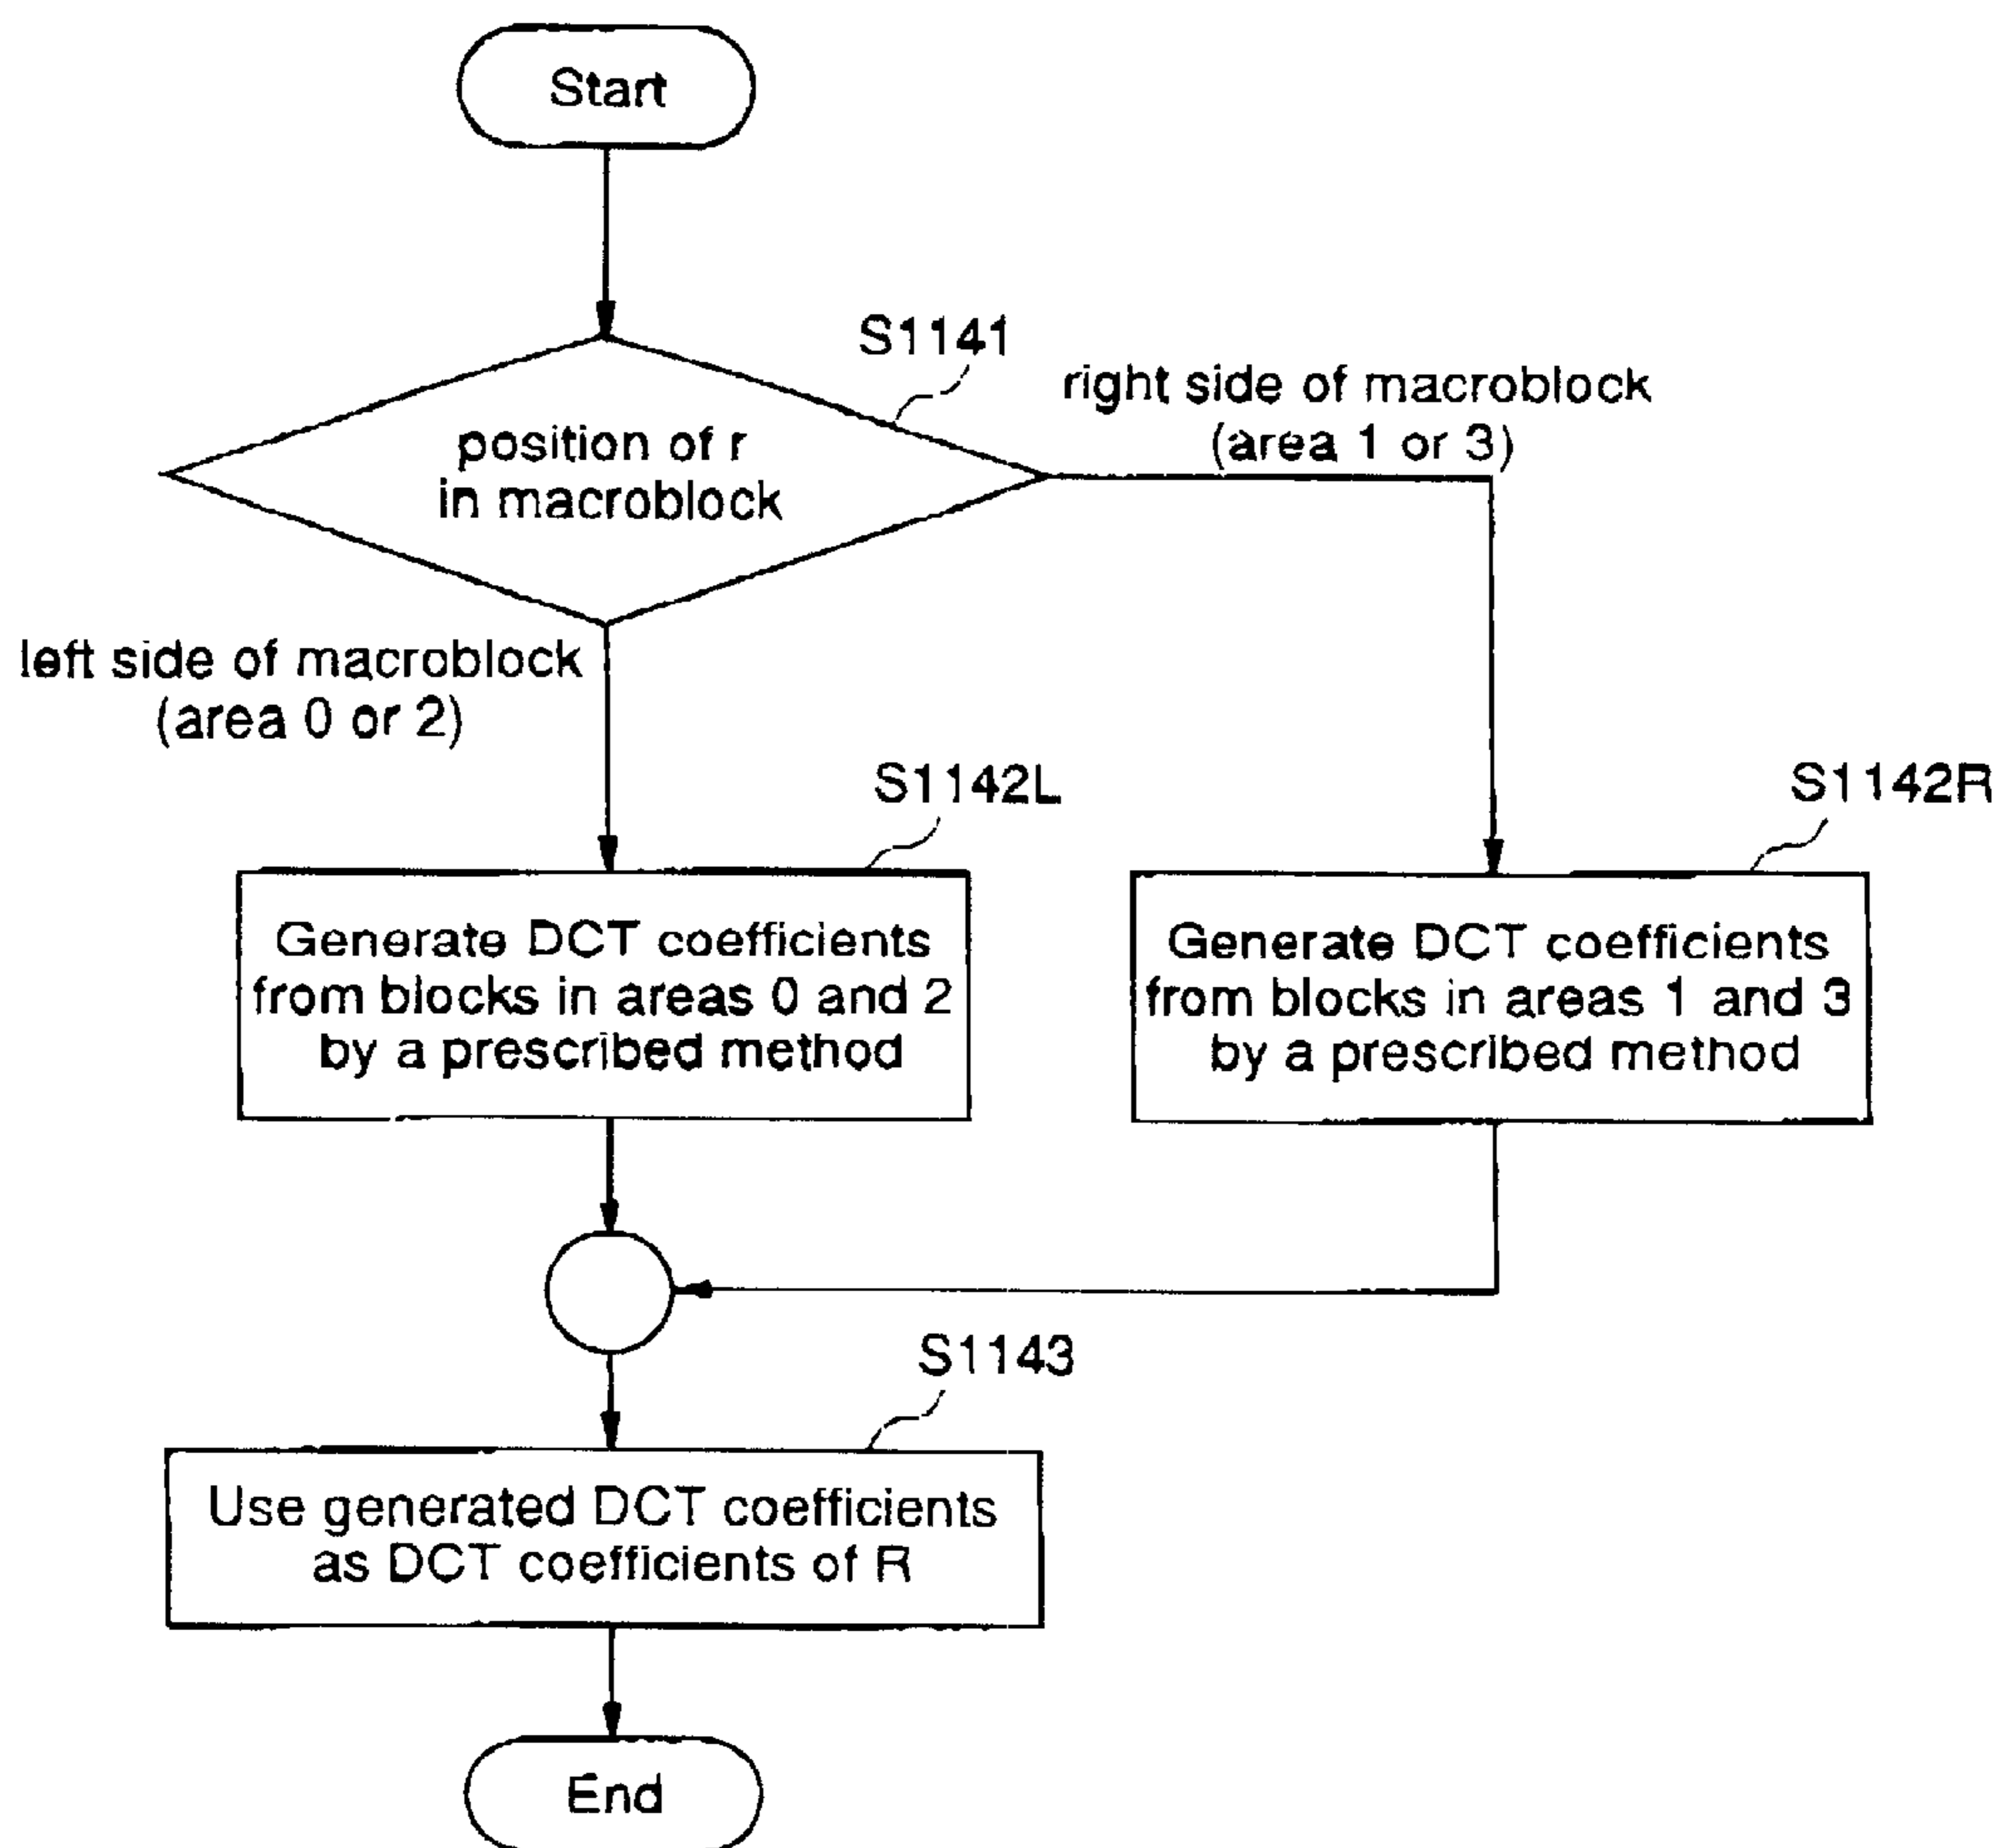 Start
S1141
right side of macroblock
(area 1 or 3)
position of r
in macroblock
left side of macroblock
(area 0 or 2)
S1142L
S1142R
Generate DCT coefficients
from blocks in areas 0 and 2
by a prescribed method
Generate DCT coefficients
from blocks in areas 1 and 3
by a prescribed method
S1143
Use generated DCT coefficients
as DCT coefficients of R
End